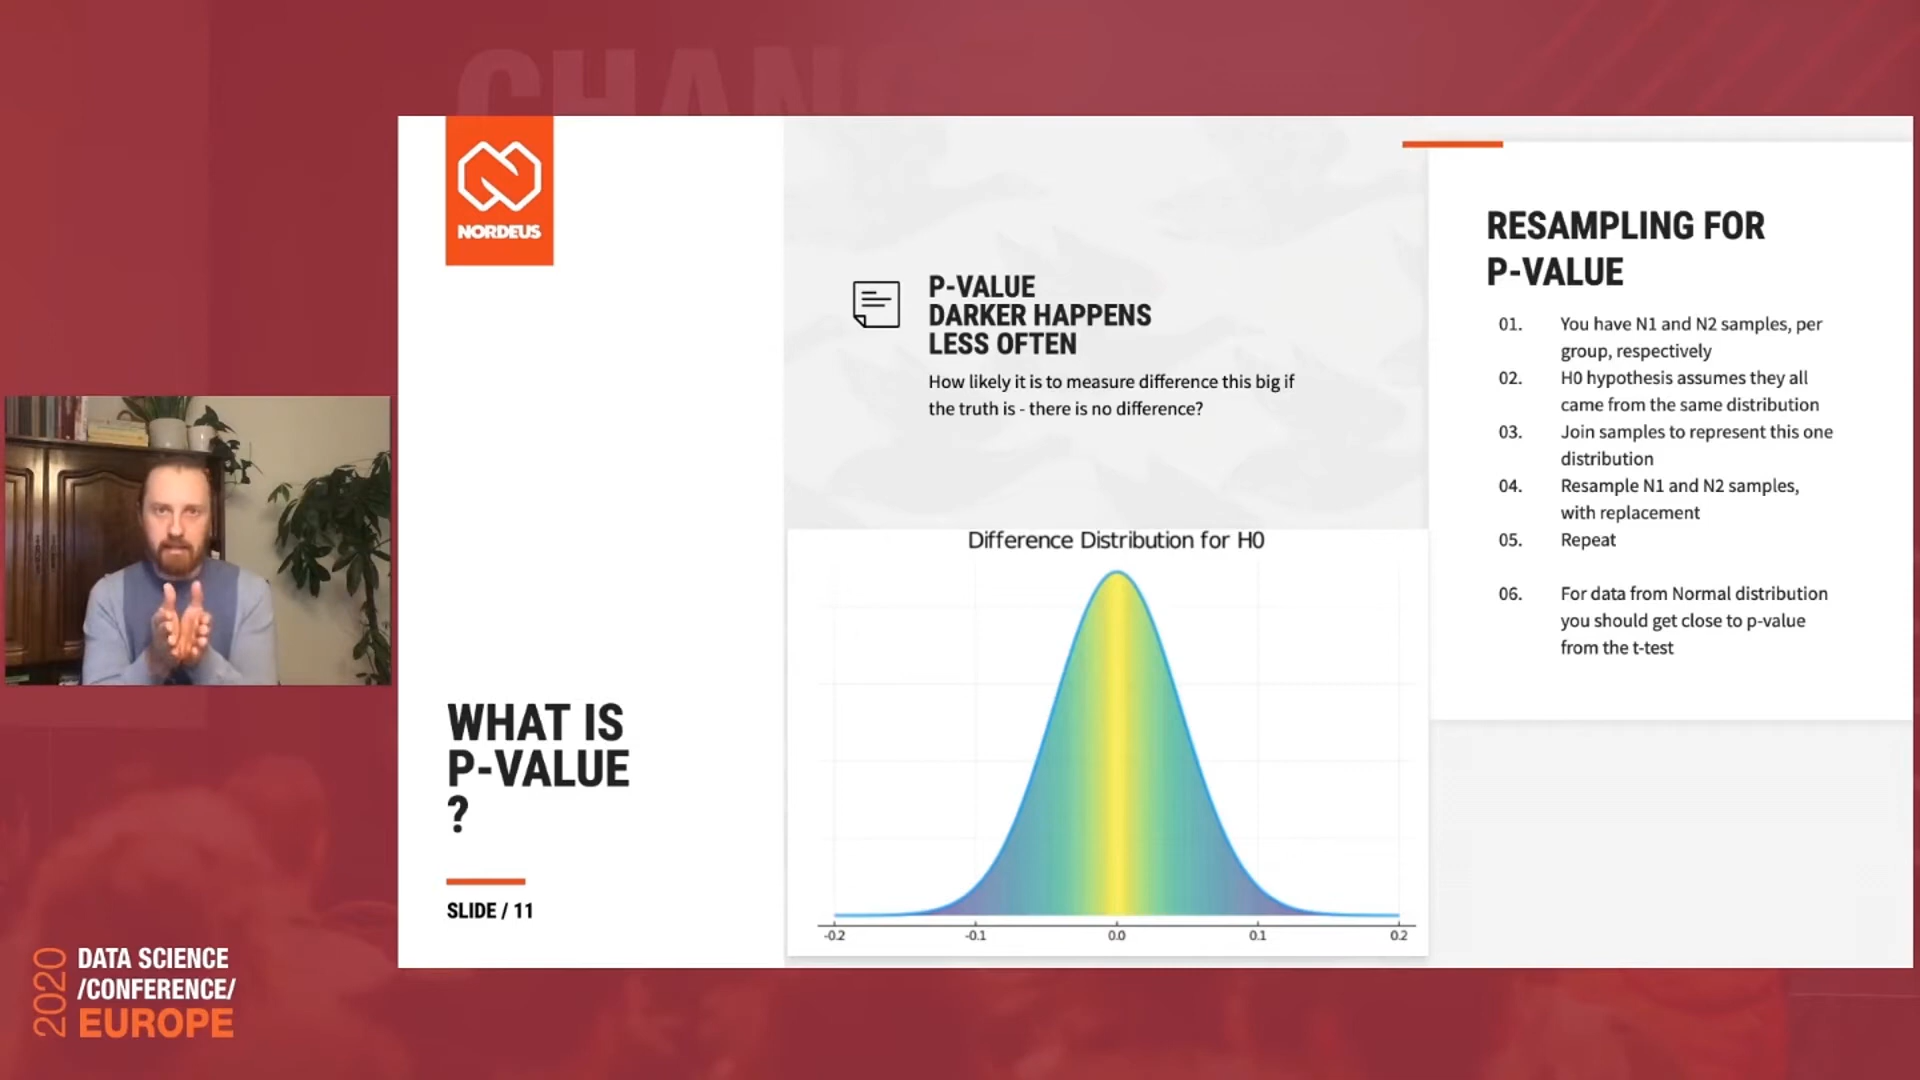 CHANG
NORDEUS
WHAT IS
P-VALUE
?
SLIDE / 11
P-VALUE
DARKER HAPPENS
LESS OFTEN
How likely it is to measure difference this big if
the truth is - there is no difference?
Difference Distribution for H0
-0.2 -0.1 0.0 0.1 0.2
RESAMPLING FOR
P-VALUE
01. You have N1 and N2 samples, per
group, respectively
02. H0 hypothesis assumes they all
came from the same distribution
03. Join samples to represent this one
distribution
04. Resample N1 and N2 samples,
with replacement
05. Repeat
06. For data from Normal distribution
you should get close to p-value
from the t-test
2020
DATA SCIENCE
/CONFERENCE/
EUROPE